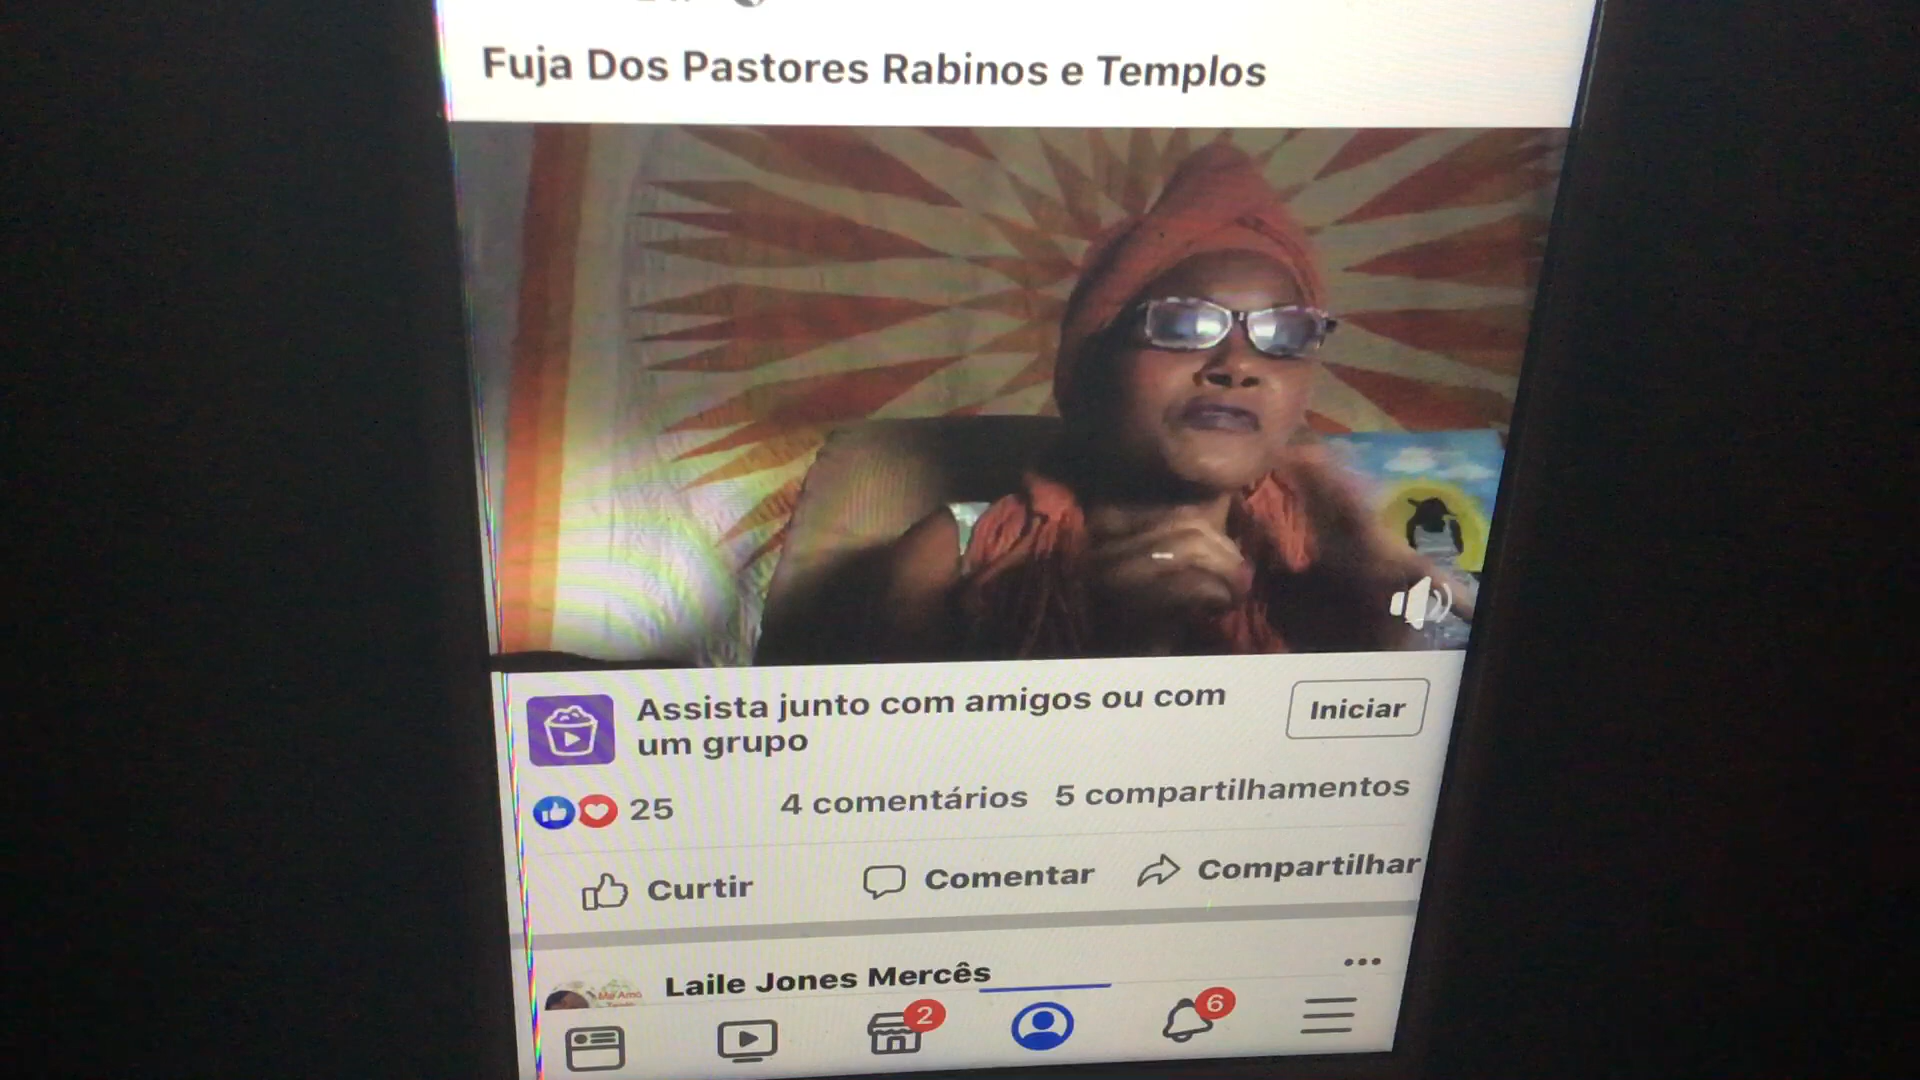 Fuja Dos Pastores Rabinos e Templos
Assista junto com amigos ou com
um grupo
Iniciar
25
4 comentários
5 compartilhamentos
Curtir
Comentar
Compartilhar
Laile Jones Mercês
2
6